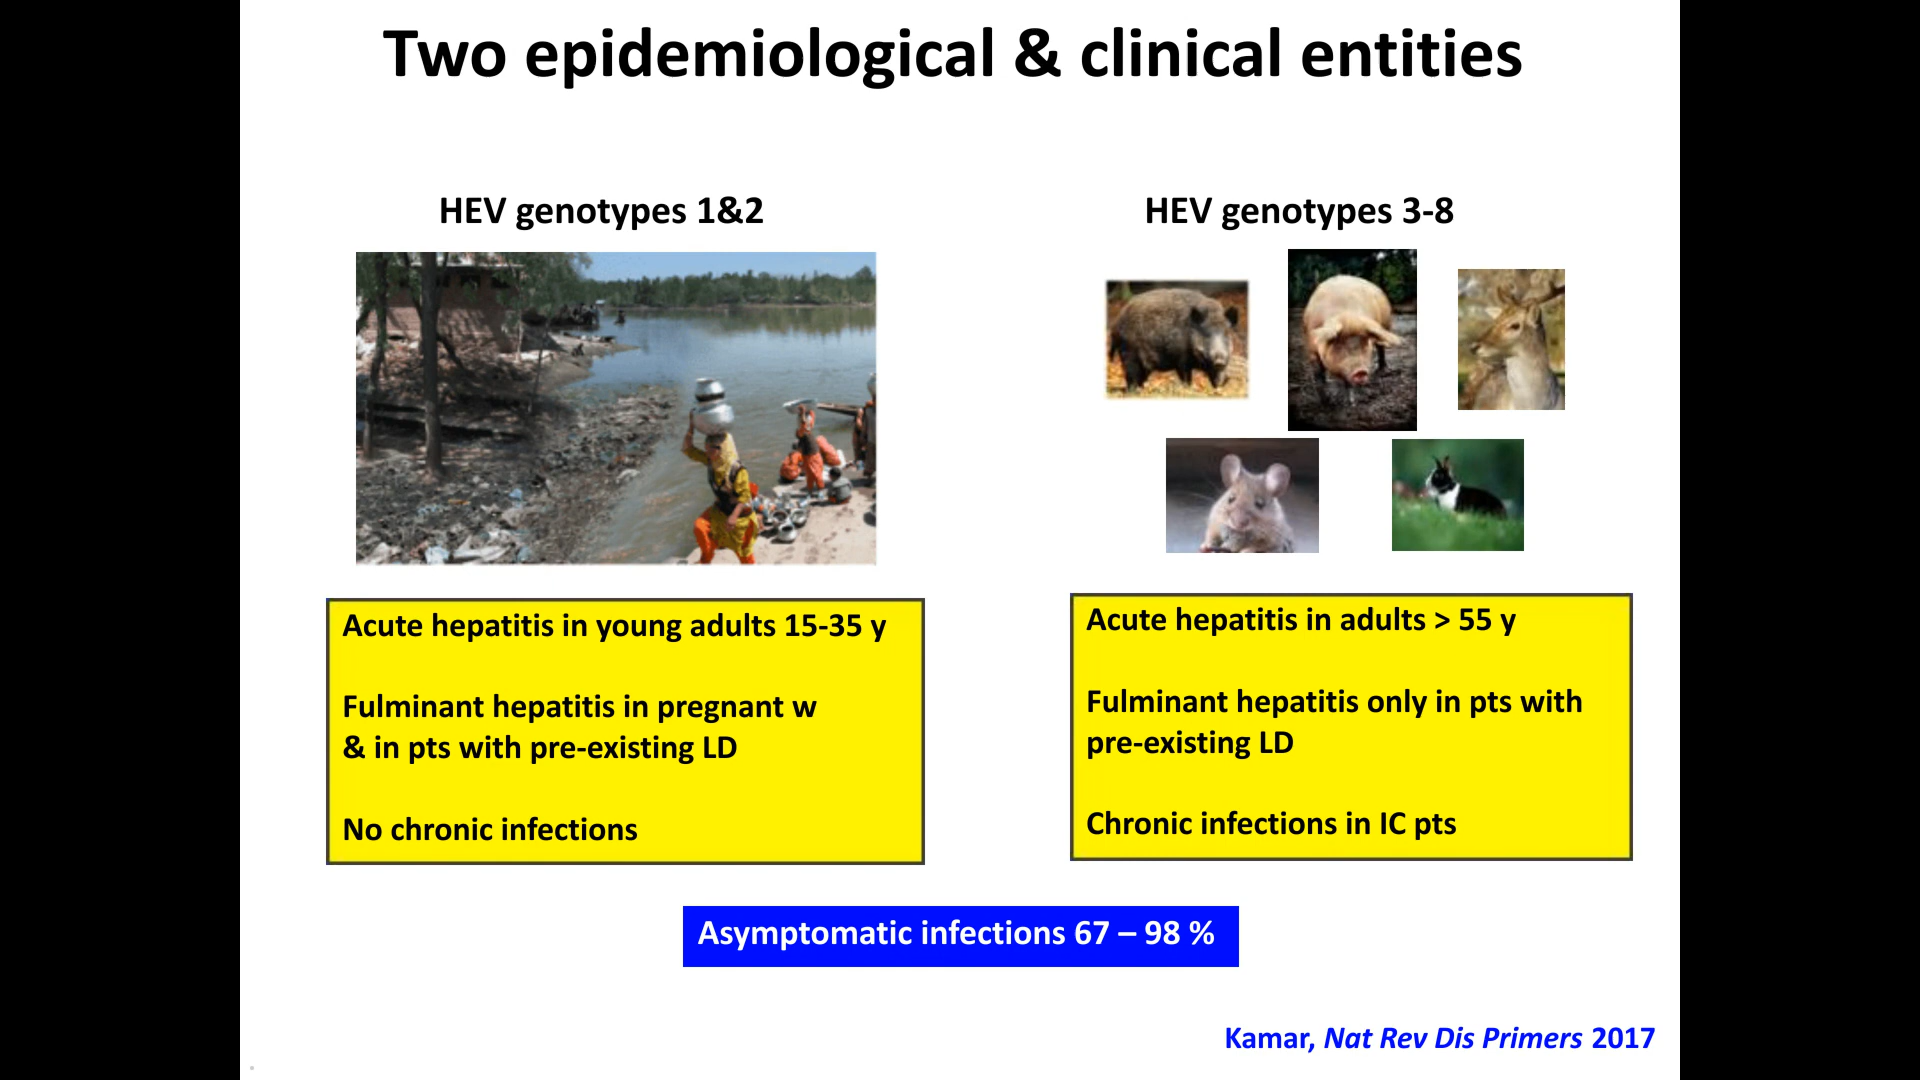 Two epidemiological & clinical entities
HEV genotypes 1&2
HEV genotypes 3-8
Acute hepatitis in young adults 15-35 y
Fulminant hepatitis in pregnant w
& in pts with pre-existing LD
No chronic infections
Acute hepatitis in adults > 55 y
Fulminant hepatitis only in pts with
pre-existing LD
Chronic infections in IC pts
Asymptomatic infections 67 – 98 %
Kamar, Nat Rev Dis Primers 2017